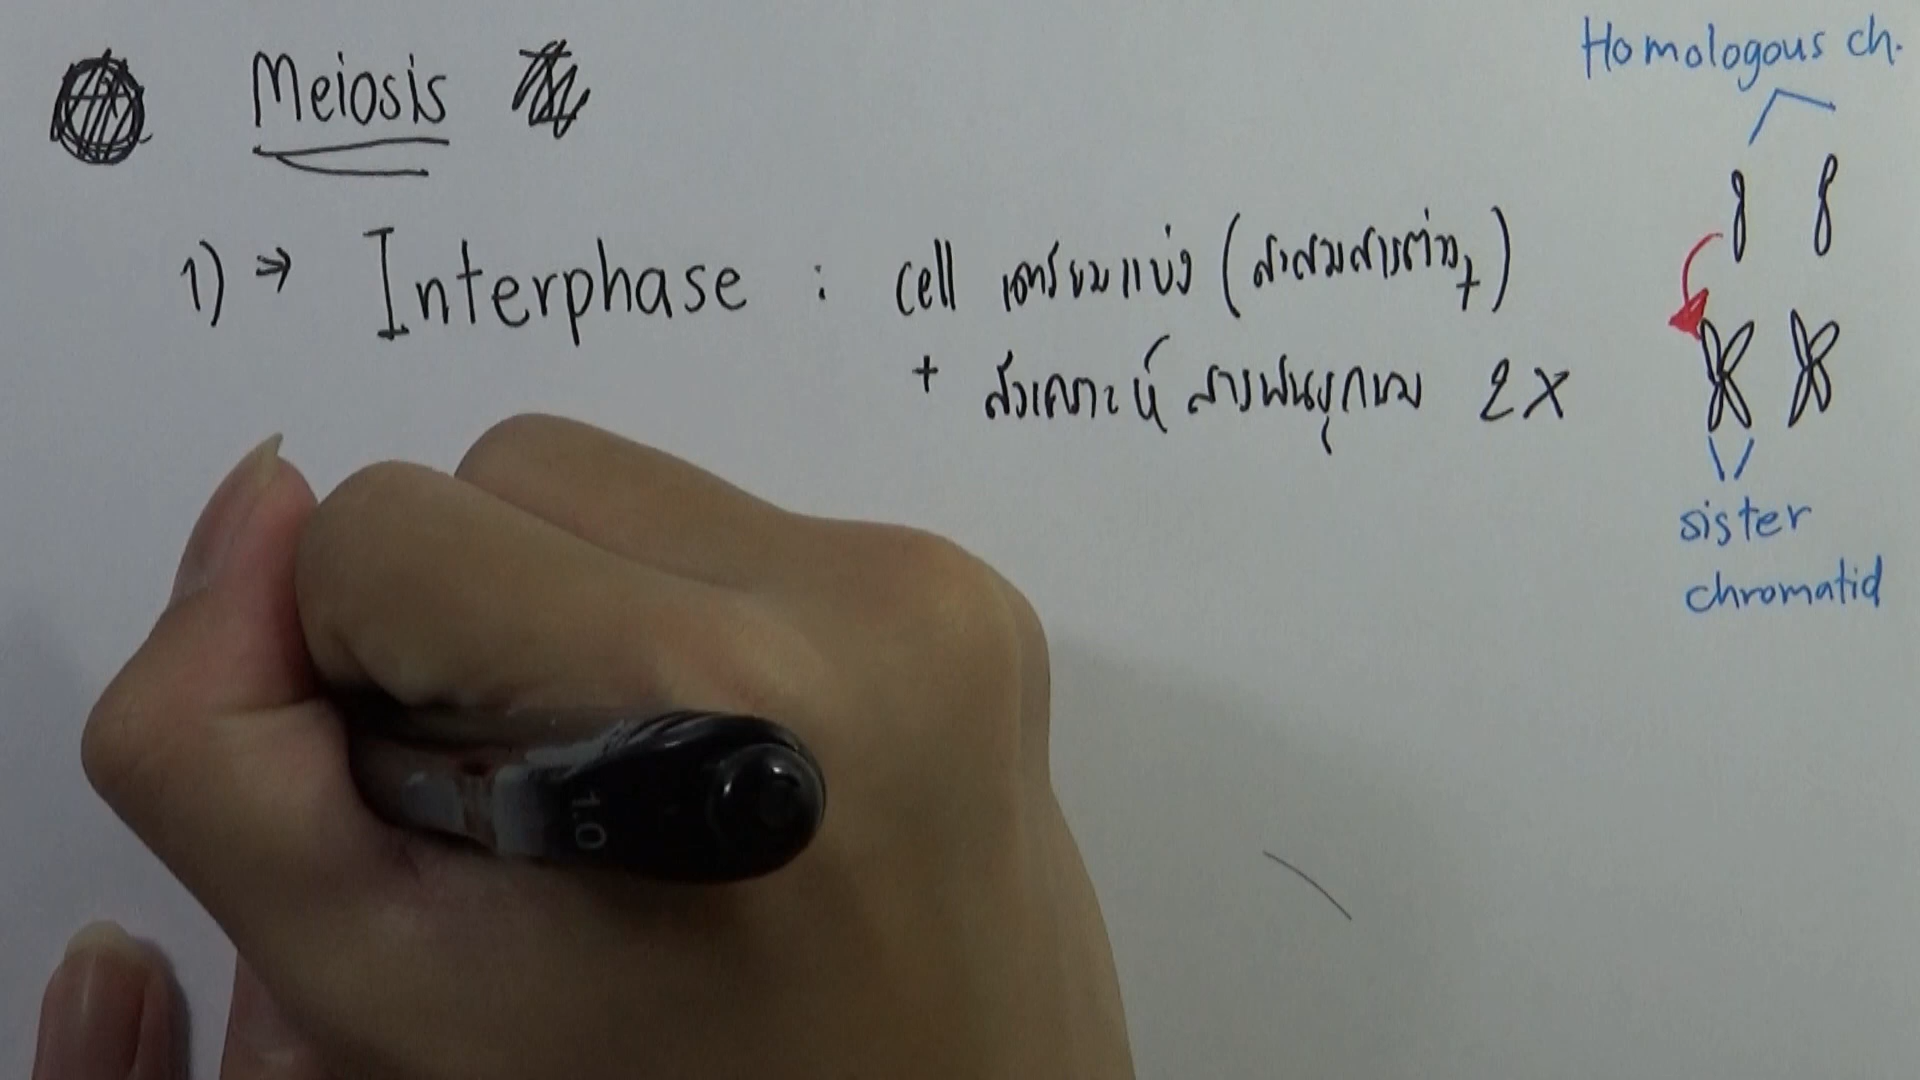 Meiosis
Homologous ch.
1) ⇒ Interphase : cell เตรียมแบ่ง (สะสมสารต่างๆ)
+ สังเคราะห์ สารพันธุกรรม 2X
sister
chromatid
1.0